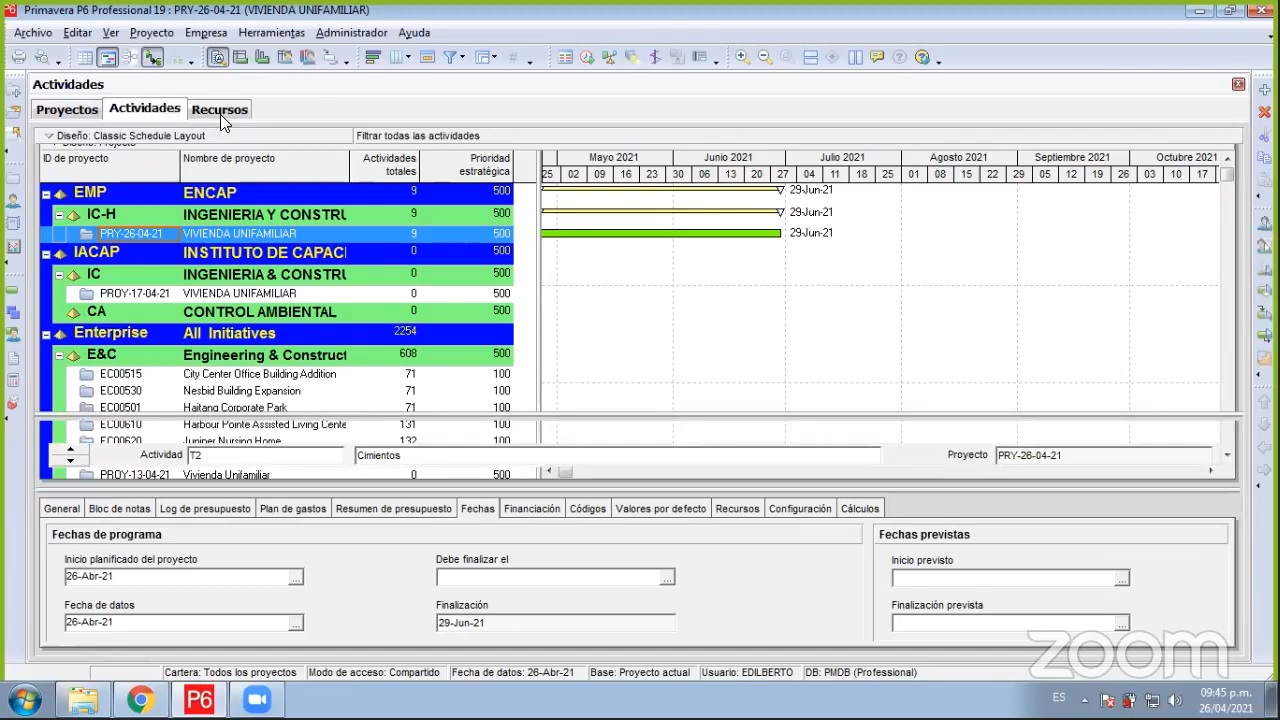 Primavera P6 Professional 19 : PRY-26-04-21 (VIVIENDA UNIFAMILIAR)
Archivo Editar Ver Proyecto Empresa Herramientas Administrador Ayuda
Actividades
Proyectos Actividades Recursos
Diseño: Classic Schedule Layout Filtrar todas las actividades
ID de proyecto Nombre de proyecto Actividades totales Prioridad estratégica
Mayo 2021 Junio 2021 Julio 2021 Agosto 2021 Septiembre 2021 Octubre 2021
25 02 09 16 23 30 06 13 20 27 04 11 18 25 01 08 15 22 29 05 12 19 26 03 10 17
EMP ENCAP 9 500 29-Jun-21
IC-H INGENIERIA Y CONSTRU 9 500 29-Jun-21
PRY-26-04-21 VIVIENDA UNIFAMILIAR 9 500 29-Jun-21
IACAP INSTITUTO DE CAPACI 0 500
IC INGENIERIA & CONSTRU 0 500
PROY-17-04-21 VIVIENDA UNIFAMILIAR 0 500
CA CONTROL AMBIENTAL 0 500
Enterprise All Initiatives 2254
E&C Engineering & Construct 608 500
EC00515 City Center Office Building Addition 71 100
EC00530 Nesbid Building Expansion 71 100
EC00501 Haitang Corporate Park 71 100
EC00610 Harbour Pointe Assisted Living Cente 131 100
EC00620 Juniper Nursing Home 132 100
Actividad T2 Cimientos Proyecto PRY-26-04-21
PROY-13-04-21 Vivienda Unifamiliar 0 500
General Bloc de notas Log de presupuesto Plan de gastos Resumen de presupuesto Fechas Financiación Códigos Valores por defecto Recursos Configuración Cálculos
Fechas de programa Fechas previstas
Inicio planificado del proyecto Debe finalizar el Inicio previsto
26-Abr-21
Fecha de datos Finalización Finalización prevista
26-Abr-21 29-Jun-21
zoom
Cartera: Todos los proyectos Modo de acceso: Compartido Fecha de datos: 26-Abr-21 Base: Proyecto actual Usuario: EDILBERTO DB: PMDB (Professional)
P6 ES 09:45 p.m.
26/04/2021